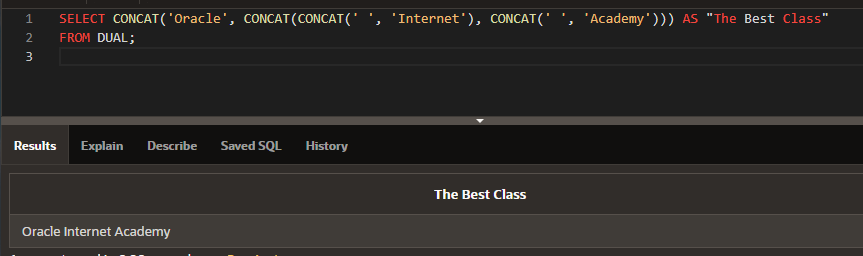 1 SELECT CONCAT('Oracle', CONCAT(CONCAT(' ', 'Internet'), CONCAT(' ', 'Academy'))) AS "The Best Class"
2 FROM DUAL;
3
Results Explain Describe Saved SQL History
The Best Class
Oracle Internet Academy